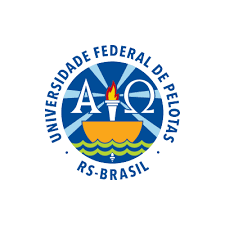 UNIVERSIDADE FEDERAL DE PELOTAS
Α Ω
· RS-BRASIL ·